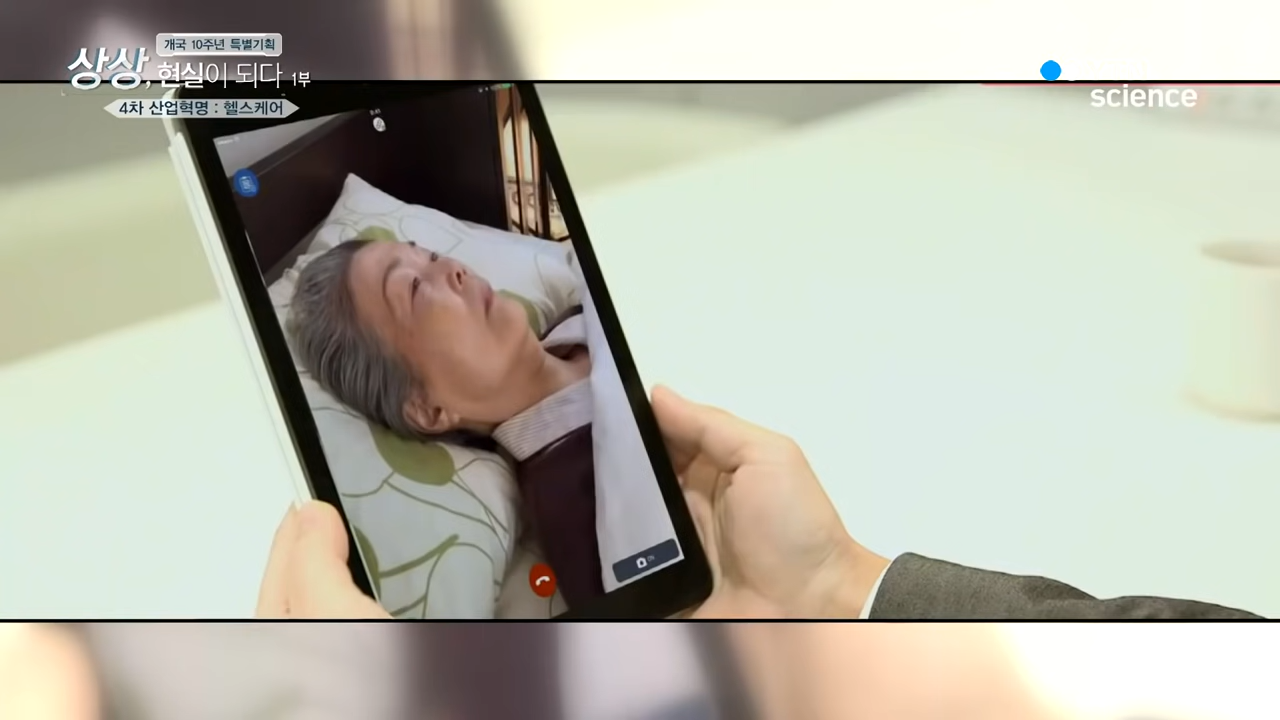 개국 10주년 특별기획
상상, 현실이 되다 1부
4차 산업혁명 : 헬스케어
science